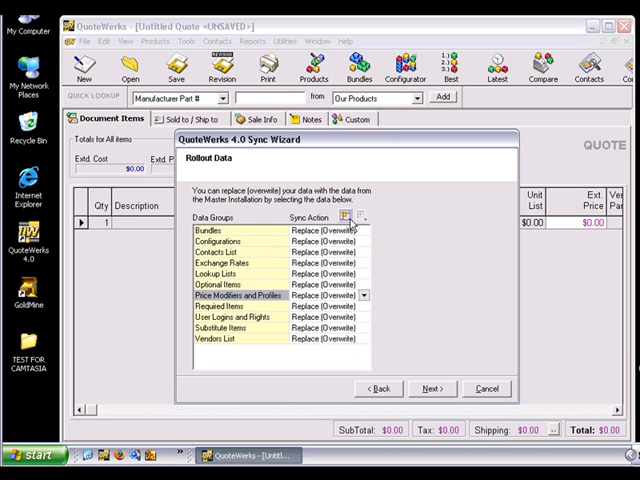 My Computer
My Network Places
Recycle Bin
Internet Explorer
QuoteWerks 4.0
GoldMine
TEST FOR CAMTASIA
QuoteWerks - [Untitled Quote <UNSAVED>]
File Edit View Products Tools Contacts Reports Utilities Window Help
New Open Save Revision Print Products Bundles Configurator Best Latest Compare Contacts
QUICK LOOKUP Manufacturer Part # from Our Products Add
Document Items Sold to / Ship to Sale Info Notes Custom
Totals for All items
Extd. Cost Extd. P
$0.00
QUOTE
Qty Description Unit List Ext. Price
1 $0.00 $0.00
QuoteWerks 4.0 Sync Wizard
Rollout Data
You can replace (overwrite) your data with the data from
the Master Installation by selecting the data below.
Data Groups Sync Action
Bundles Replace (Overwrite)
Configurations Replace (Overwrite)
Contacts List Replace (Overwrite)
Exchange Rates Replace (Overwrite)
Lookup Lists Replace (Overwrite)
Optional Items Replace (Overwrite)
Price Modifiers and Profiles Replace (Overwrite)
Required Items Replace (Overwrite)
User Logins and Rights Replace (Overwrite)
Substitute Items Replace (Overwrite)
Vendors List Replace (Overwrite)
< Back Next > Cancel
SubTotal: $0.00 Tax: $0.00 Shipping: $0.00 ... Total: $0.00
start QuoteWerks - [Untitl...